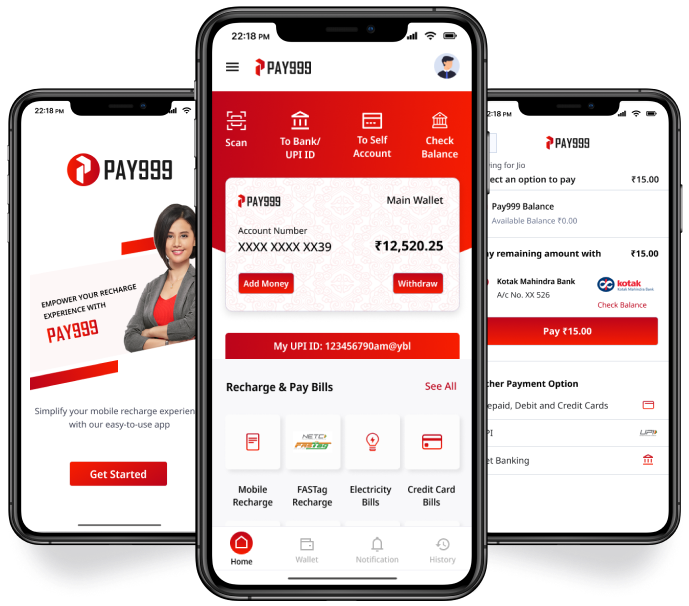 22:18 PM
PAY999
EMPOWER YOUR RECHARGE
EXPERIENCE WITH
PAY999
Simplify your mobile recharge experien
with our easy-to-use app
Get Started
22:18 PM
PAY999
Scan
To Bank/
UPI ID
To Self
Account
Check
Balance
PAY999
Main Wallet
Account Number
XXXX XXXX XX39
₹12,520.25
Add Money
Withdraw
My UPI ID: 123456790am@ybl
Recharge & Pay Bills
See All
NETC
FASTag
Mobile
Recharge
FASTag
Recharge
Electricity
Bills
Credit Card
Bills
Home
Wallet
Notification
History
2:18 PM
PAY999
ing for Jio
ect an option to pay
₹15.00
Pay999 Balance
Available Balance ₹0.00
y remaining amount with
₹15.00
Kotak Mahindra Bank
A/c No. XX 526
kotak
Kotak Mahindra Bank
Check Balance
Pay ₹15.00
her Payment Option
epaid, Debit and Credit Cards
PI
UPI
et Banking